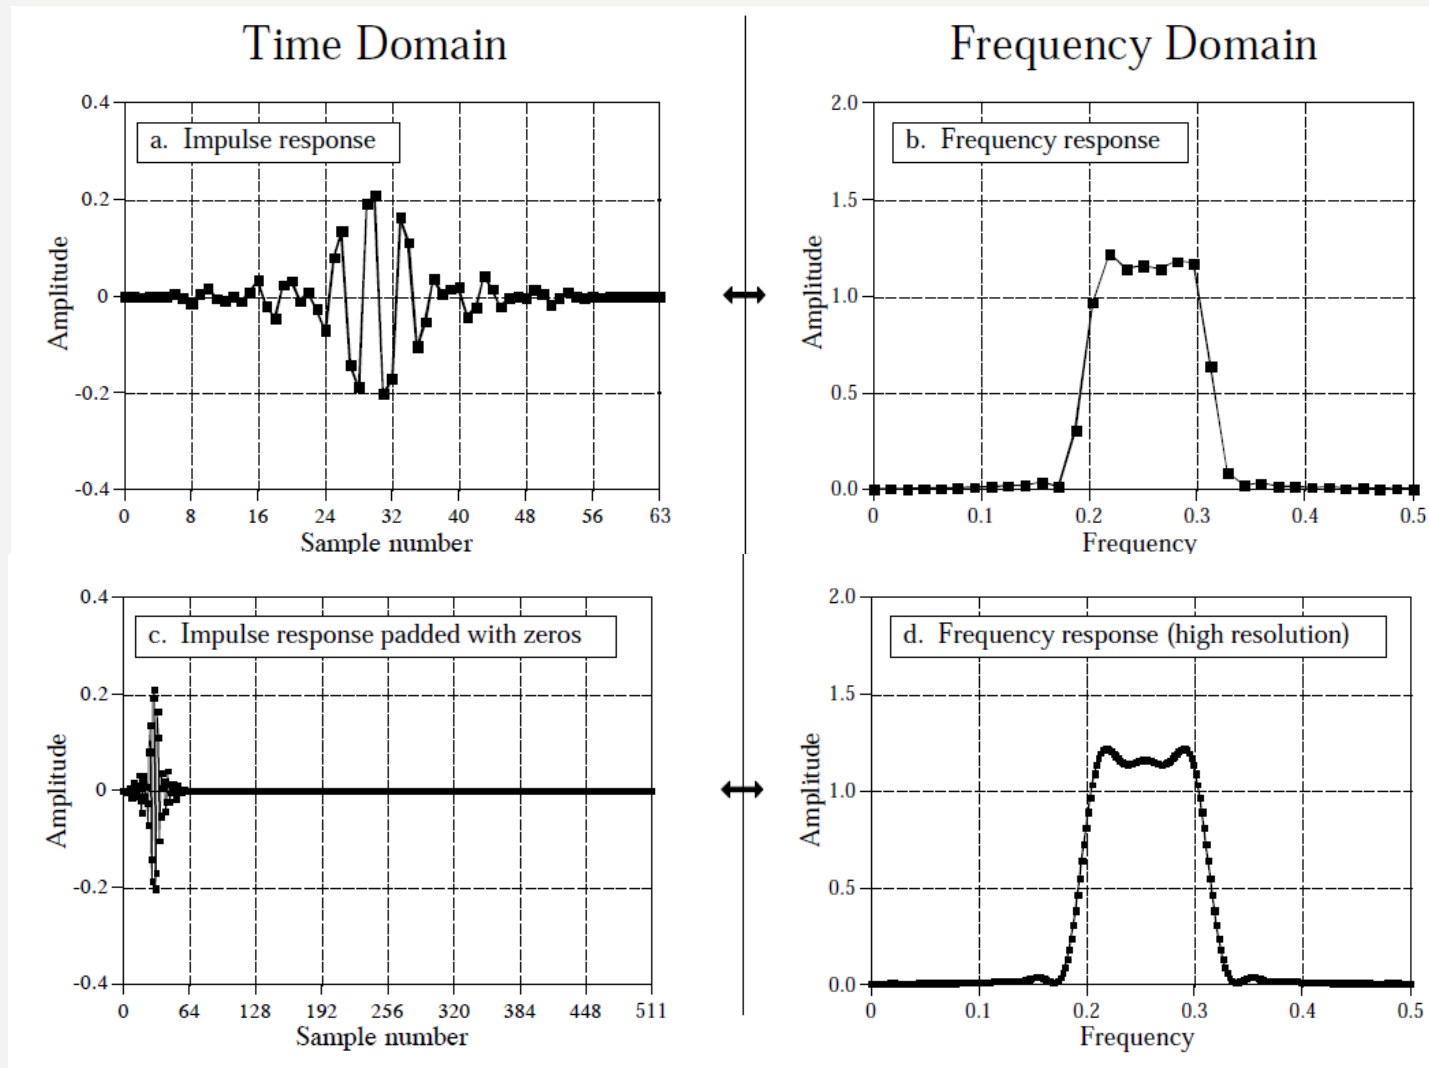 Time Domain
Frequency Domain
0.4
0.2
0
-0.2
-0.4
Amplitude
a. Impulse response
0 8 16 24 32 40 48 56 63
Sample number
2.0
1.5
1.0
0.5
0.0
Amplitude
b. Frequency response
0 0.1 0.2 0.3 0.4 0.5
Frequency
0.4
0.2
0
-0.2
-0.4
Amplitude
c. Impulse response padded with zeros
0 64 128 192 256 320 384 448 511
Sample number
2.0
1.5
1.0
0.5
0.0
Amplitude
d. Frequency response (high resolution)
0 0.1 0.2 0.3 0.4 0.5
Frequency